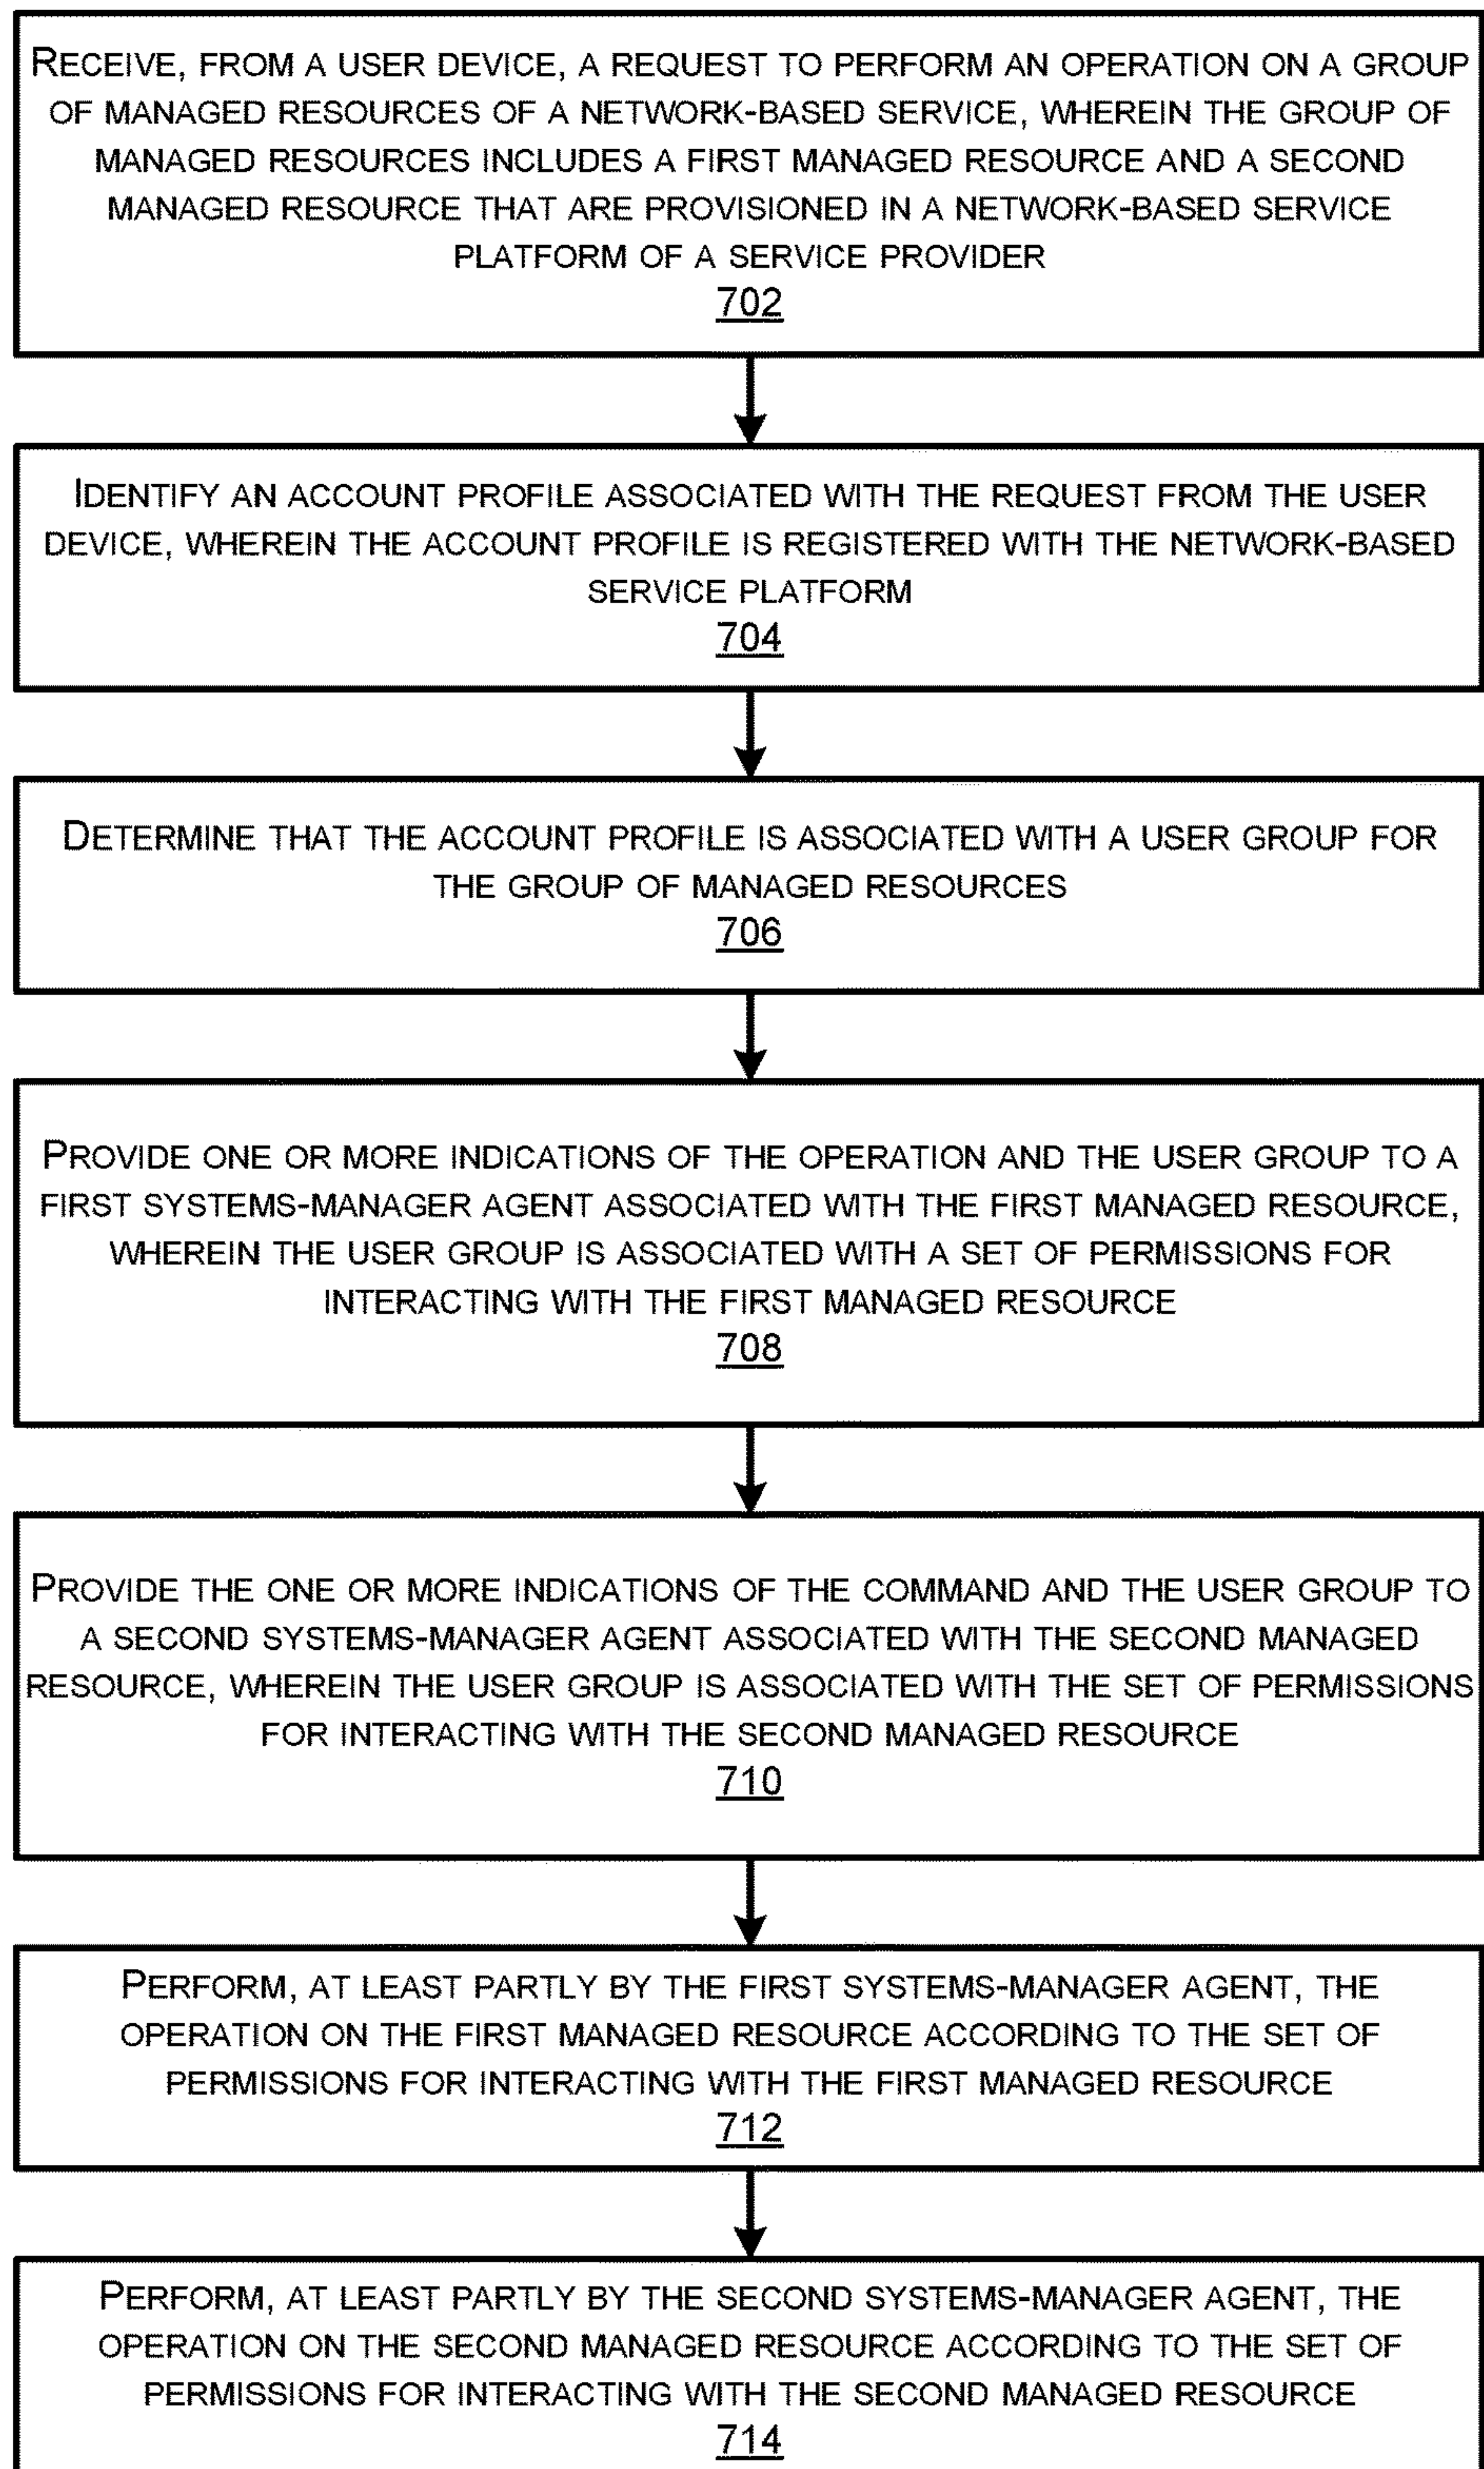 RECEIVE, FROM A USER DEVICE, A REQUEST TO PERFORM AN OPERATION ON A GROUP
OF MANAGED RESOURCES OF A NETWORK-BASED SERVICE, WHEREIN THE GROUP OF
MANAGED RESOURCES INCLUDES A FIRST MANAGED RESOURCE AND A SECOND
MANAGED RESOURCE THAT ARE PROVISIONED IN A NETWORK-BASED SERVICE
PLATFORM OF A SERVICE PROVIDER
702
IDENTIFY AN ACCOUNT PROFILE ASSOCIATED WITH THE REQUEST FROM THE USER
DEVICE, WHEREIN THE ACCOUNT PROFILE IS REGISTERED WITH THE NETWORK-BASED
SERVICE PLATFORM
704
DETERMINE THAT THE ACCOUNT PROFILE IS ASSOCIATED WITH A USER GROUP FOR
THE GROUP OF MANAGED RESOURCES
706
PROVIDE ONE OR MORE INDICATIONS OF THE OPERATION AND THE USER GROUP TO A
FIRST SYSTEMS-MANAGER AGENT ASSOCIATED WITH THE FIRST MANAGED RESOURCE,
WHEREIN THE USER GROUP IS ASSOCIATED WITH A SET OF PERMISSIONS FOR
INTERACTING WITH THE FIRST MANAGED RESOURCE
708
PROVIDE THE ONE OR MORE INDICATIONS OF THE COMMAND AND THE USER GROUP TO
A SECOND SYSTEMS-MANAGER AGENT ASSOCIATED WITH THE SECOND MANAGED
RESOURCE, WHEREIN THE USER GROUP IS ASSOCIATED WITH THE SET OF PERMISSIONS
FOR INTERACTING WITH THE SECOND MANAGED RESOURCE
710
PERFORM, AT LEAST PARTLY BY THE FIRST SYSTEMS-MANAGER AGENT, THE
OPERATION ON THE FIRST MANAGED RESOURCE ACCORDING TO THE SET OF
PERMISSIONS FOR INTERACTING WITH THE FIRST MANAGED RESOURCE
712
PERFORM, AT LEAST PARTLY BY THE SECOND SYSTEMS-MANAGER AGENT, THE
OPERATION ON THE SECOND MANAGED RESOURCE ACCORDING TO THE SET OF
PERMISSIONS FOR INTERACTING WITH THE SECOND MANAGED RESOURCE
714